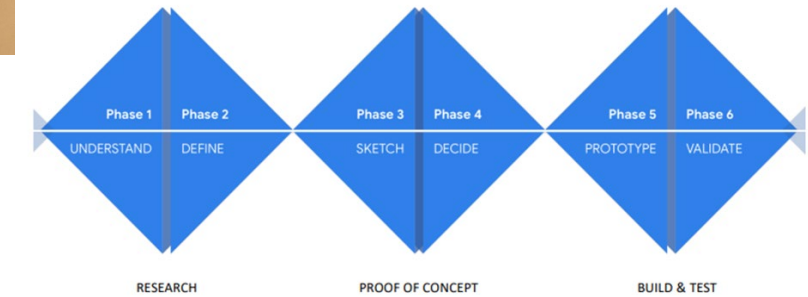 Phase 1 Phase 2 Phase 3 Phase 4 Phase 5 Phase 6
UNDERSTAND DEFINE SKETCH DECIDE PROTOTYPE VALIDATE
RESEARCH PROOF OF CONCEPT BUILD & TEST